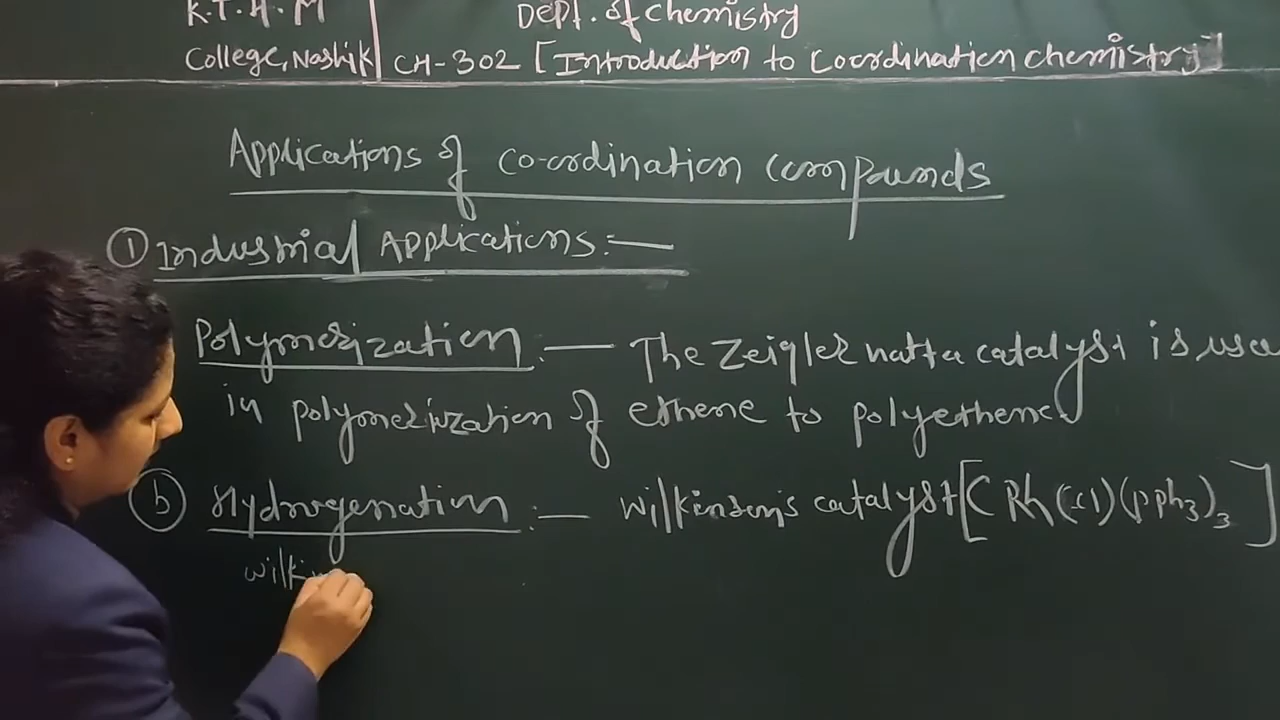 K.T.H.M Dept. of Chemistry
College, Nashik CH-302 [Introduction to Coordination chemistry]
Applications of co-ordination compounds
① Industrial Applications:—
Polymerization:— The Zeigler natta catalyst is use
in polymerization of ethene to polyethene.
(b) Hydrogenation:— wilkinson's catalyst [( Rh(Cl)(pph3)3]
wilkin